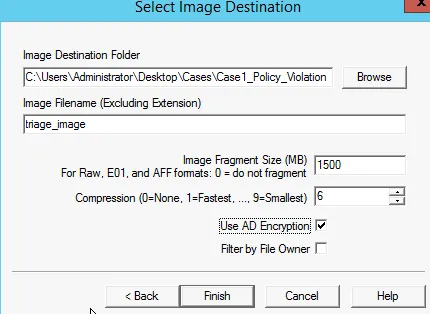 Select Image Destination
X
Image Destination Folder
C:\Users\Administrator\Desktop\Cases\Case1_Policy_Violation
Browse
Image Filename (Excluding Extension)
triage_image
Image Fragment Size (MB)
1500
For Raw, E01, and AFF formats: 0 = do not fragment
Compression (0=None, 1=Fastest, ..., 9=Smallest)
6
Use AD Encryption
Filter by File Owner
< Back
Finish
Cancel
Help